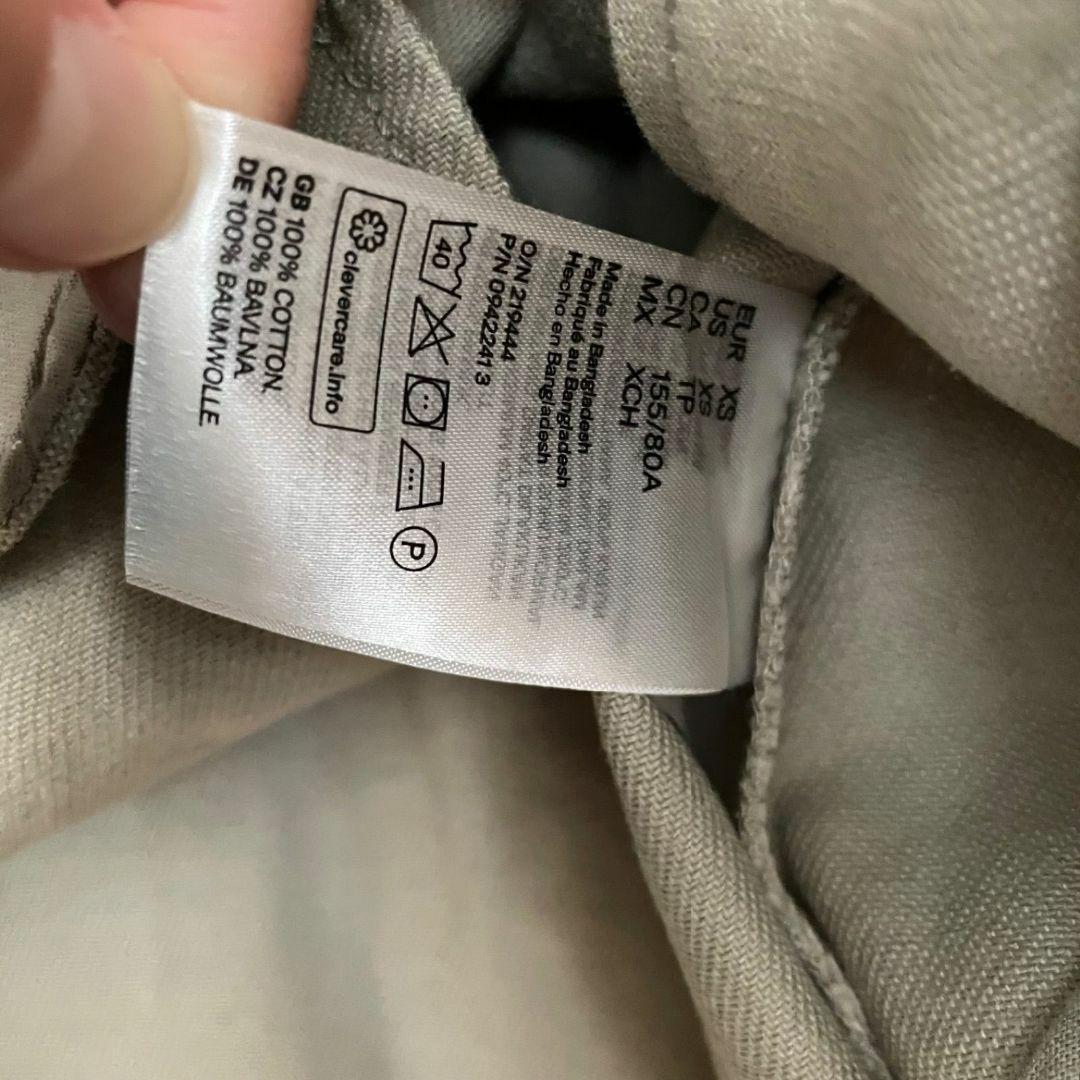 EUR XS
US XS
CA TP
CN 155/80A
MX XCH
Made in Bangladesh
Fabriqué au Bangladesh
Hecho en Bangladesh
O/N 219444
P/N 0942241 3
40
P
clevercare.info
GB 100% COTTON.
CZ 100% BAVLNA.
DE 100% BAUMWOLLE